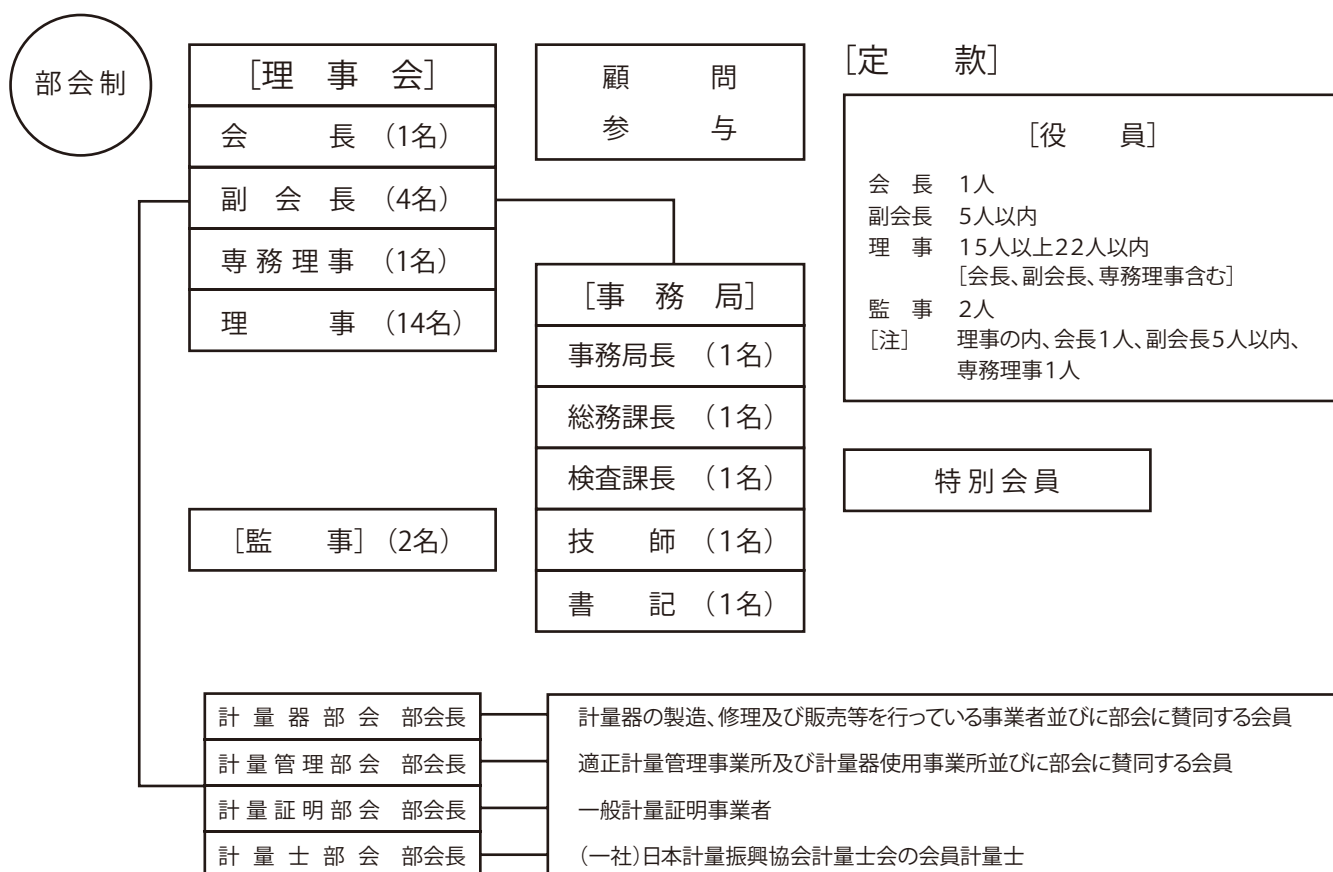 部会制
[理 事 会]
会 長 (1名)
副 会 長 (4名)
専務理事 (1名)
理 事 (14名)
顧 問
参 与
[定 款]
[役 員]
会 長 1人
副会長 5人以内
理 事 15人以上22人以内
[会長、副会長、専務理事含む]
監 事 2人
[注] 理事の内、会長1人、副会長5人以内、
専務理事1人
[事 務 局]
事務局長 (1名)
総務課長 (1名)
検査課長 (1名)
技 師 (1名)
書 記 (1名)
特別会員
[監 事] (2名)
計量器部会 部会長 計量器の製造、修理及び販売等を行っている事業者並びに部会に賛同する会員
計量管理部会 部会長 適正計量管理事業所及び計量器使用事業所並びに部会に賛同する会員
計量証明部会 部会長 一般計量証明事業者
計量士部会 部会長 (一社)日本計量振興協会計量士会の会員計量士